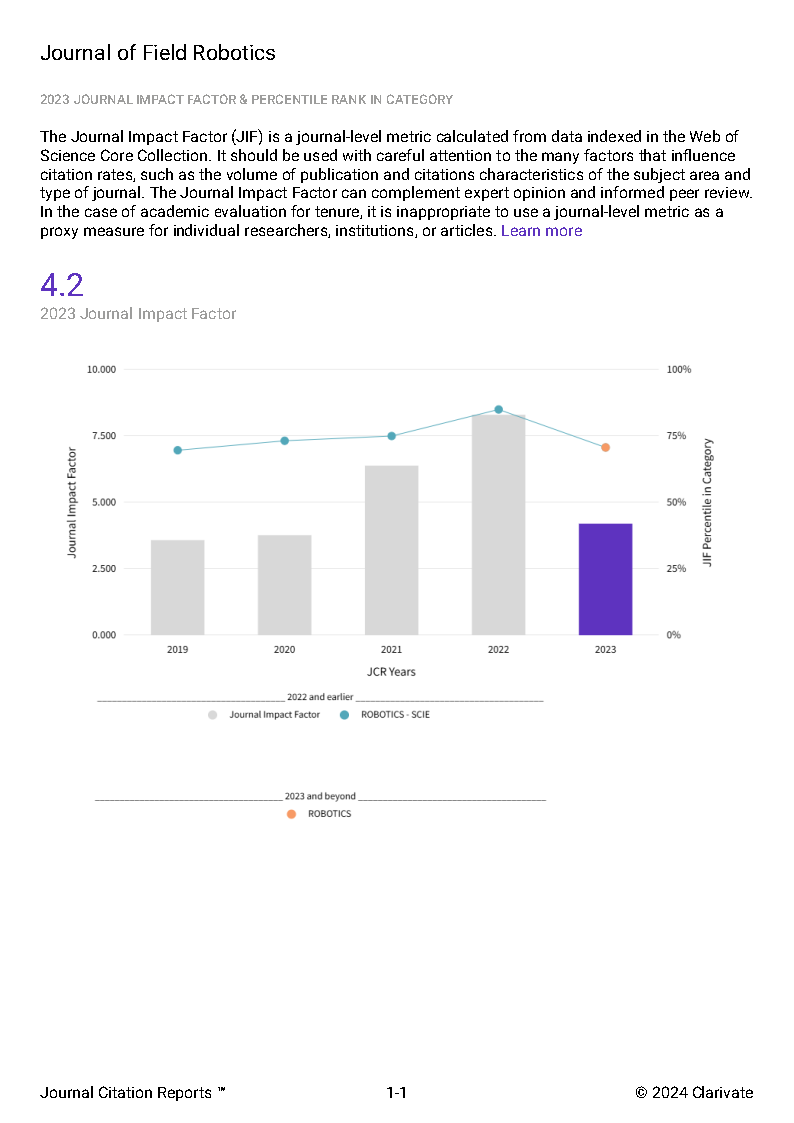 Journal of Field Robotics
2023 JOURNAL IMPACT FACTOR & PERCENTILE RANK IN CATEGORY
The Journal Impact Factor (JIF) is a journal-level metric calculated from data indexed in the Web of
Science Core Collection. It should be used with careful attention to the many factors that influence
citation rates, such as the volume of publication and citations characteristics of the subject area and
type of journal. The Journal Impact Factor can complement expert opinion and informed peer review.
In the case of academic evaluation for tenure, it is inappropriate to use a journal-level metric as a
proxy measure for individual researchers, institutions, or articles. Learn more
4.2
2023 Journal Impact Factor
10.000
7.500
5.000
2.500
0.000
Journal Impact Factor
100%
75%
50%
25%
0%
JIF Percentile in Category
2019 2020 2021 2022 2023
JCR Years
2022 and earlier
Journal Impact Factor ROBOTICS - SCIE
2023 and beyond
ROBOTICS
Journal Citation Reports ™ 1-1 © 2024 Clarivate